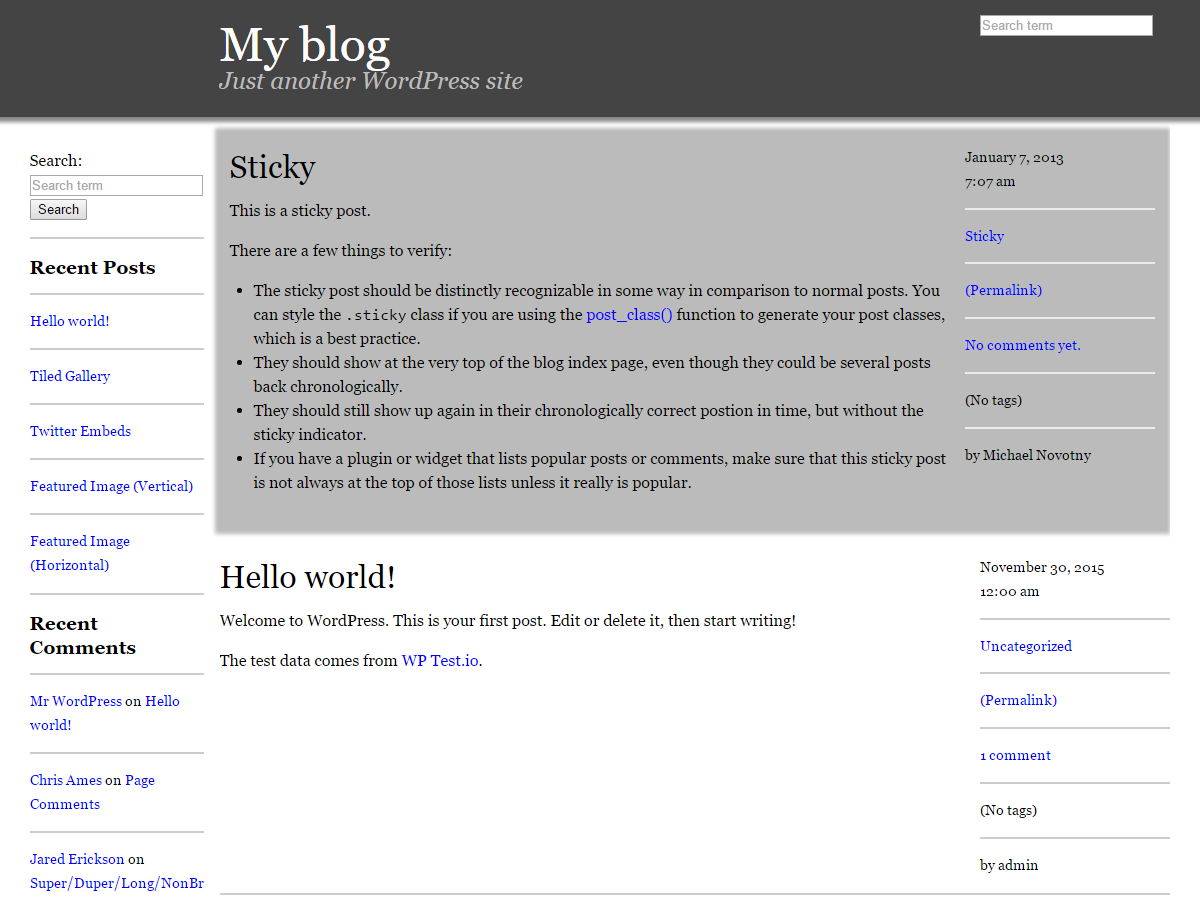 My blog
Just another WordPress site
Search term
Search:
Search term
Search
Recent Posts
Hello world!
Tiled Gallery
Twitter Embeds
Featured Image (Vertical)
Featured Image
(Horizontal)
Recent
Comments
Mr WordPress on Hello
world!
Chris Ames on Page
Comments
Jared Erickson on
Super/Duper/Long/NonBr
Sticky
This is a sticky post.
There are a few things to verify:
• The sticky post should be distinctly recognizable in some way in comparison to normal posts. You
can style the .sticky class if you are using the post_class() function to generate your post classes,
which is a best practice.
• They should show at the very top of the blog index page, even though they could be several posts
back chronologically.
• They should still show up again in their chronologically correct postion in time, but without the
sticky indicator.
• If you have a plugin or widget that lists popular posts or comments, make sure that this sticky post
is not always at the top of those lists unless it really is popular.
January 7, 2013
7:07 am
Sticky
(Permalink)
No comments yet.
(No tags)
by Michael Novotny
Hello world!
Welcome to WordPress. This is your first post. Edit or delete it, then start writing!
The test data comes from WP Test.io.
November 30, 2015
12:00 am
Uncategorized
(Permalink)
1 comment
(No tags)
by admin